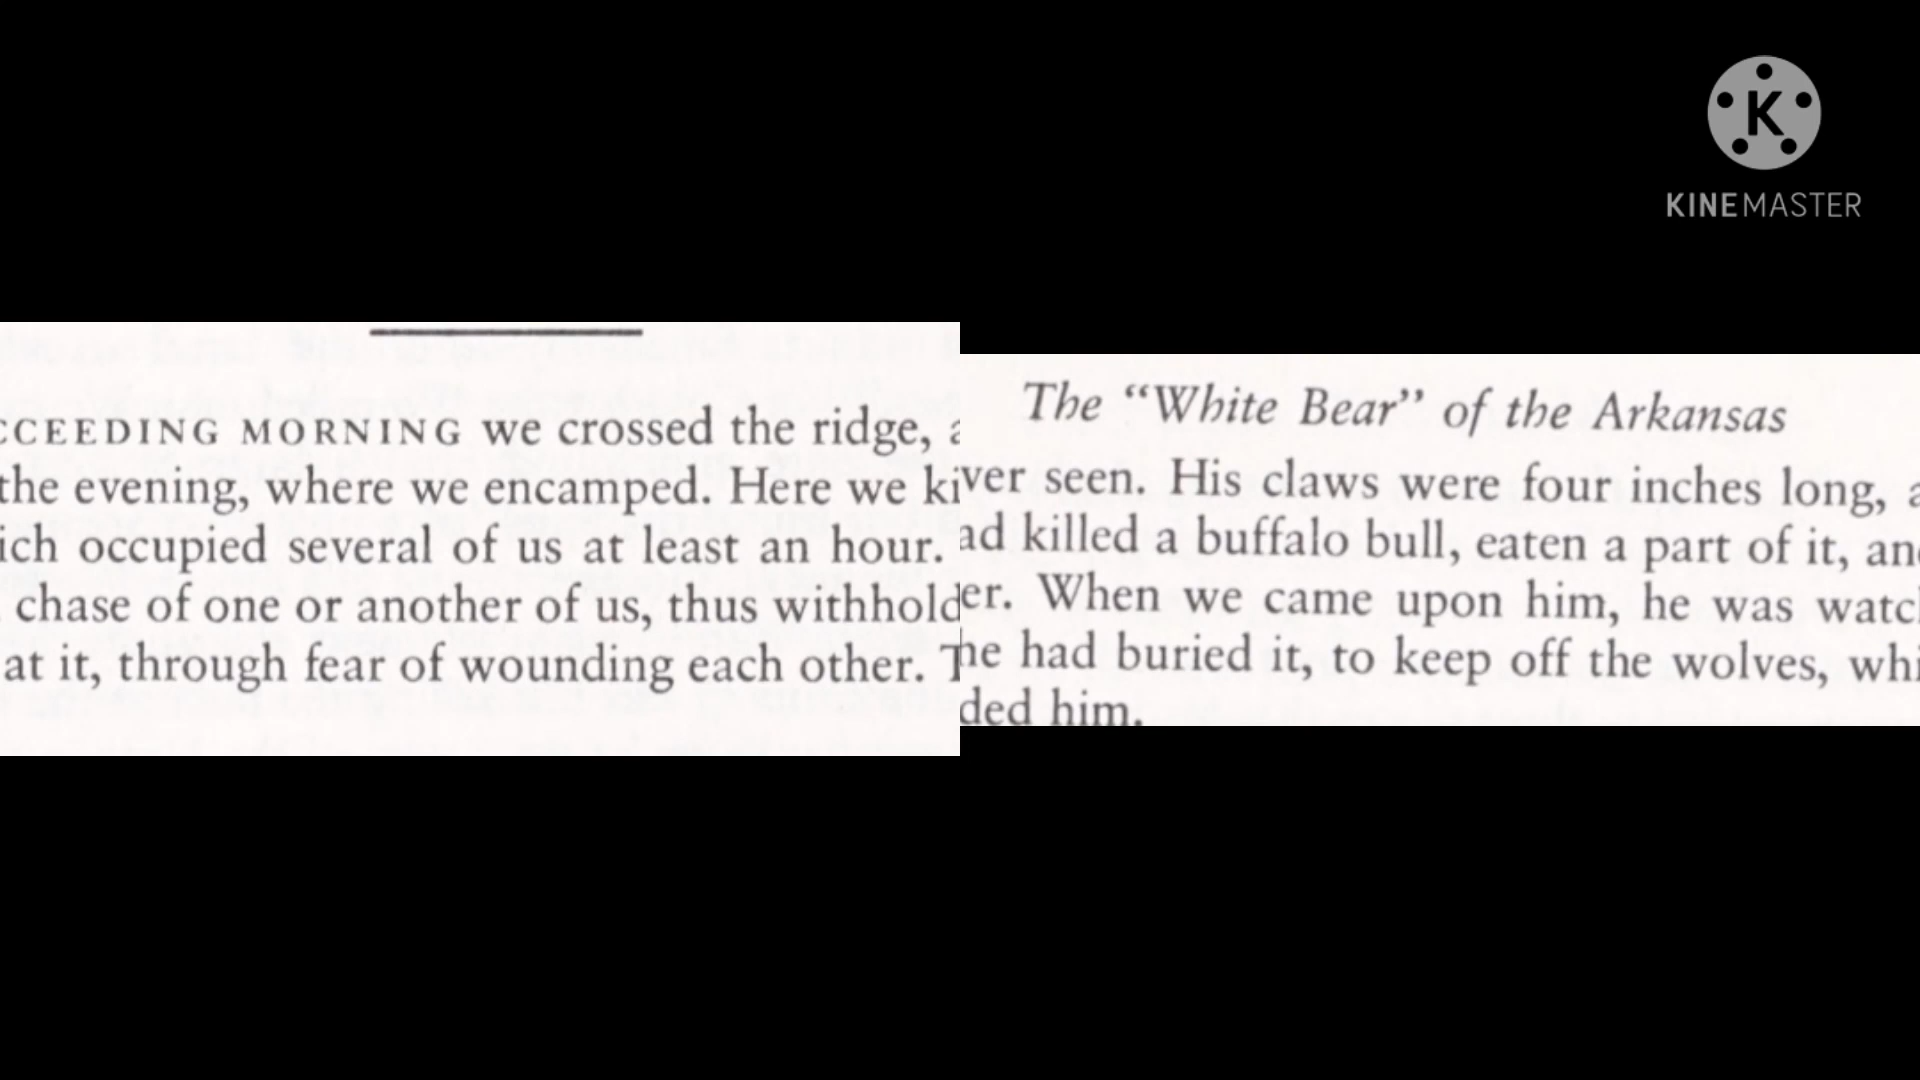 KINEMASTER
CCEEDING MORNING we crossed the ridge,
the evening, where we encamped. Here we ki
ich occupied several of us at least an hour.
chase of one or another of us, thus withhold
at it, through fear of wounding each other. T
The “White Bear” of the Arkansas
ver seen. His claws were four inches long, a
ad killed a buffalo bull, eaten a part of it, and
er. When we came upon him, he was watch
he had buried it, to keep off the wolves, whi
ded him.